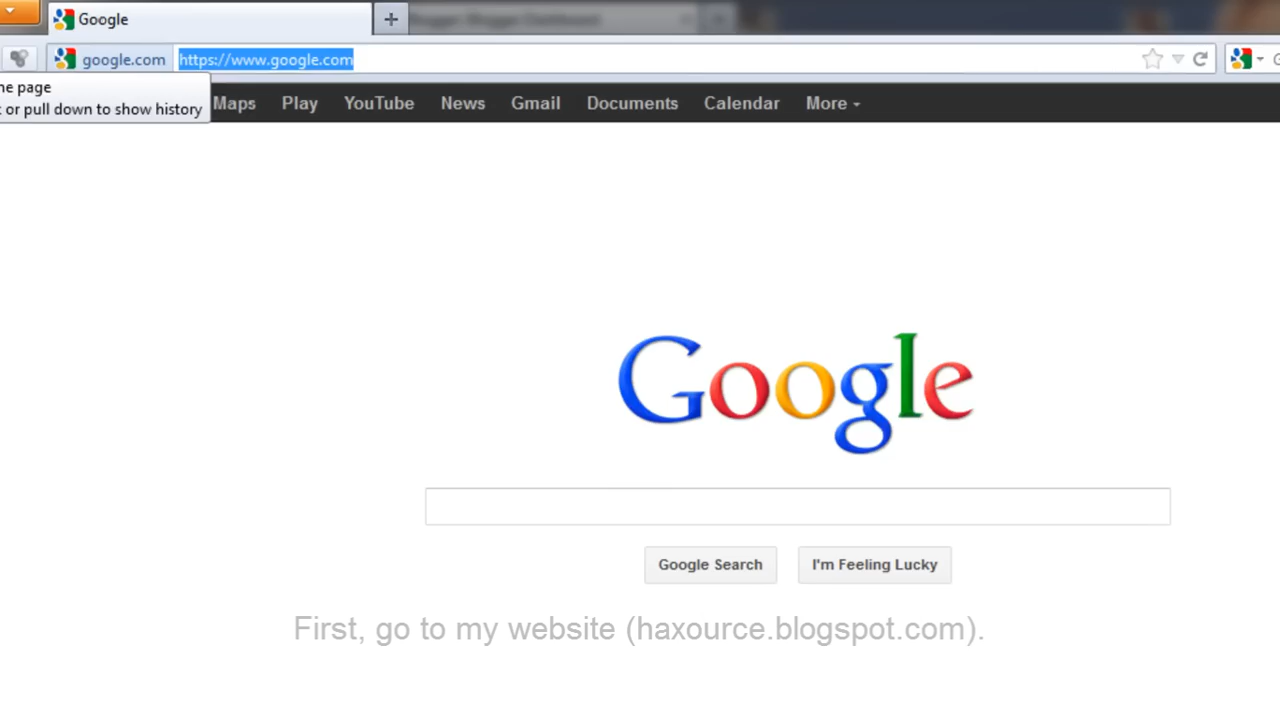 Google
google.com https://www.google.com
page
or pull down to show history
Maps Play YouTube News Gmail Documents Calendar More
Google
Google Search I'm Feeling Lucky
First, go to my website (haxource.blogspot.com).